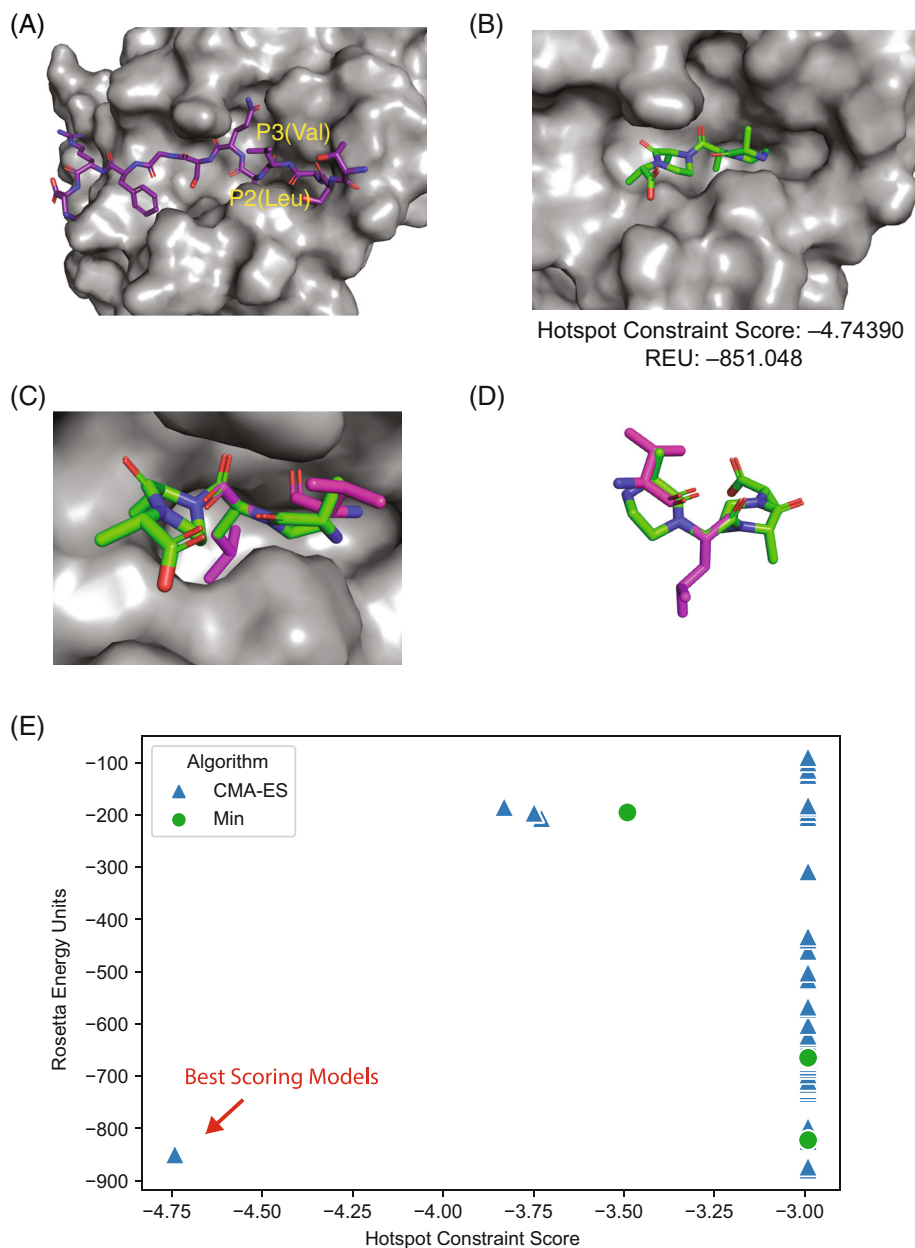 (A)
P3(Val)
P2(Leu)
(B)
Hotspot Constraint Score: –4.74390
REU: –851.048
(C)
(D)
(E)
Rosetta Energy Units
−100
−200
−300
−400
−500
−600
−700
−800
−900
Algorithm
CMA-ES
Min
Best Scoring Models
−4.75
−4.50
−4.25
−4.00
−3.75
−3.50
−3.25
−3.00
Hotspot Constraint Score